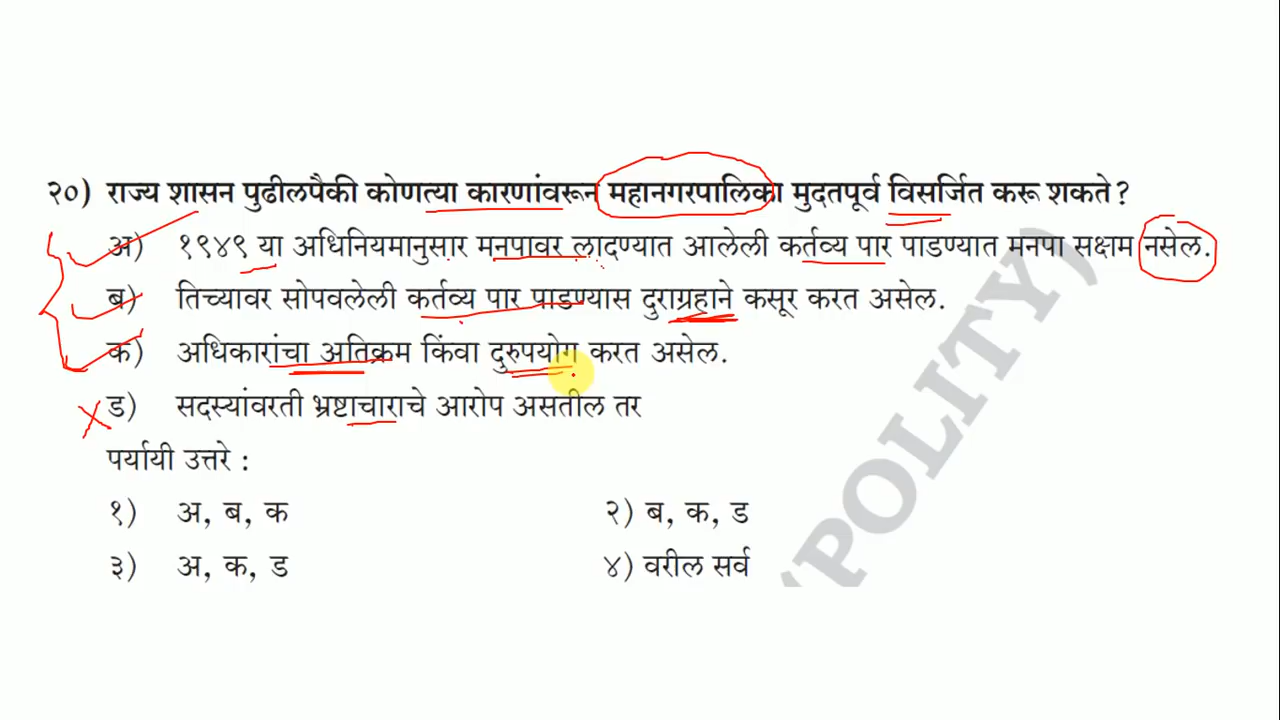 २०) राज्य शासन पुढीलपैकी कोणत्या कारणांवरून महानगरपालिका मुदतपूर्व विसर्जित करू शकते?
अ) १९४९ या अधिनियमानुसार मनपावर लादण्यात आलेली कर्तव्य पार पाडण्यात मनपा सक्षम नसेल.
ब) तिच्यावर सोपवलेली कर्तव्य पार पाडण्यास दुराग्रहाने कसूर करत असेल.
क) अधिकारांचा अतिक्रम किंवा दुरुपयोग करत असेल.
ड) सदस्यांवरती भ्रष्टाचाराचे आरोप असतील तर
पर्यायी उत्तरे :
१) अ, ब, क २) ब, क, ड
३) अ, क, ड ४) वरील सर्व
(POLITY)